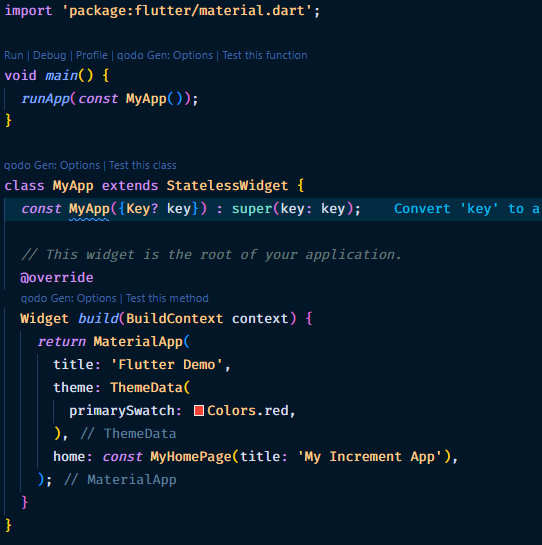 import 'package:flutter/material.dart';
Run | Debug | Profile | qodo Gen: Options | Test this function
void main() {
  runApp(const MyApp());
}
qodo Gen: Options | Test this class
class MyApp extends StatelessWidget {
  const MyApp({Key? key}) : super(key: key);    Convert 'key' to a
  // This widget is the root of your application.
  @override
  qodo Gen: Options | Test this method
  Widget build(BuildContext context) {
    return MaterialApp(
      title: 'Flutter Demo',
      theme: ThemeData(
        primarySwatch: Colors.red,
      ), // ThemeData
      home: const MyHomePage(title: 'My Increment App'),
    ); // MaterialApp
  }
}